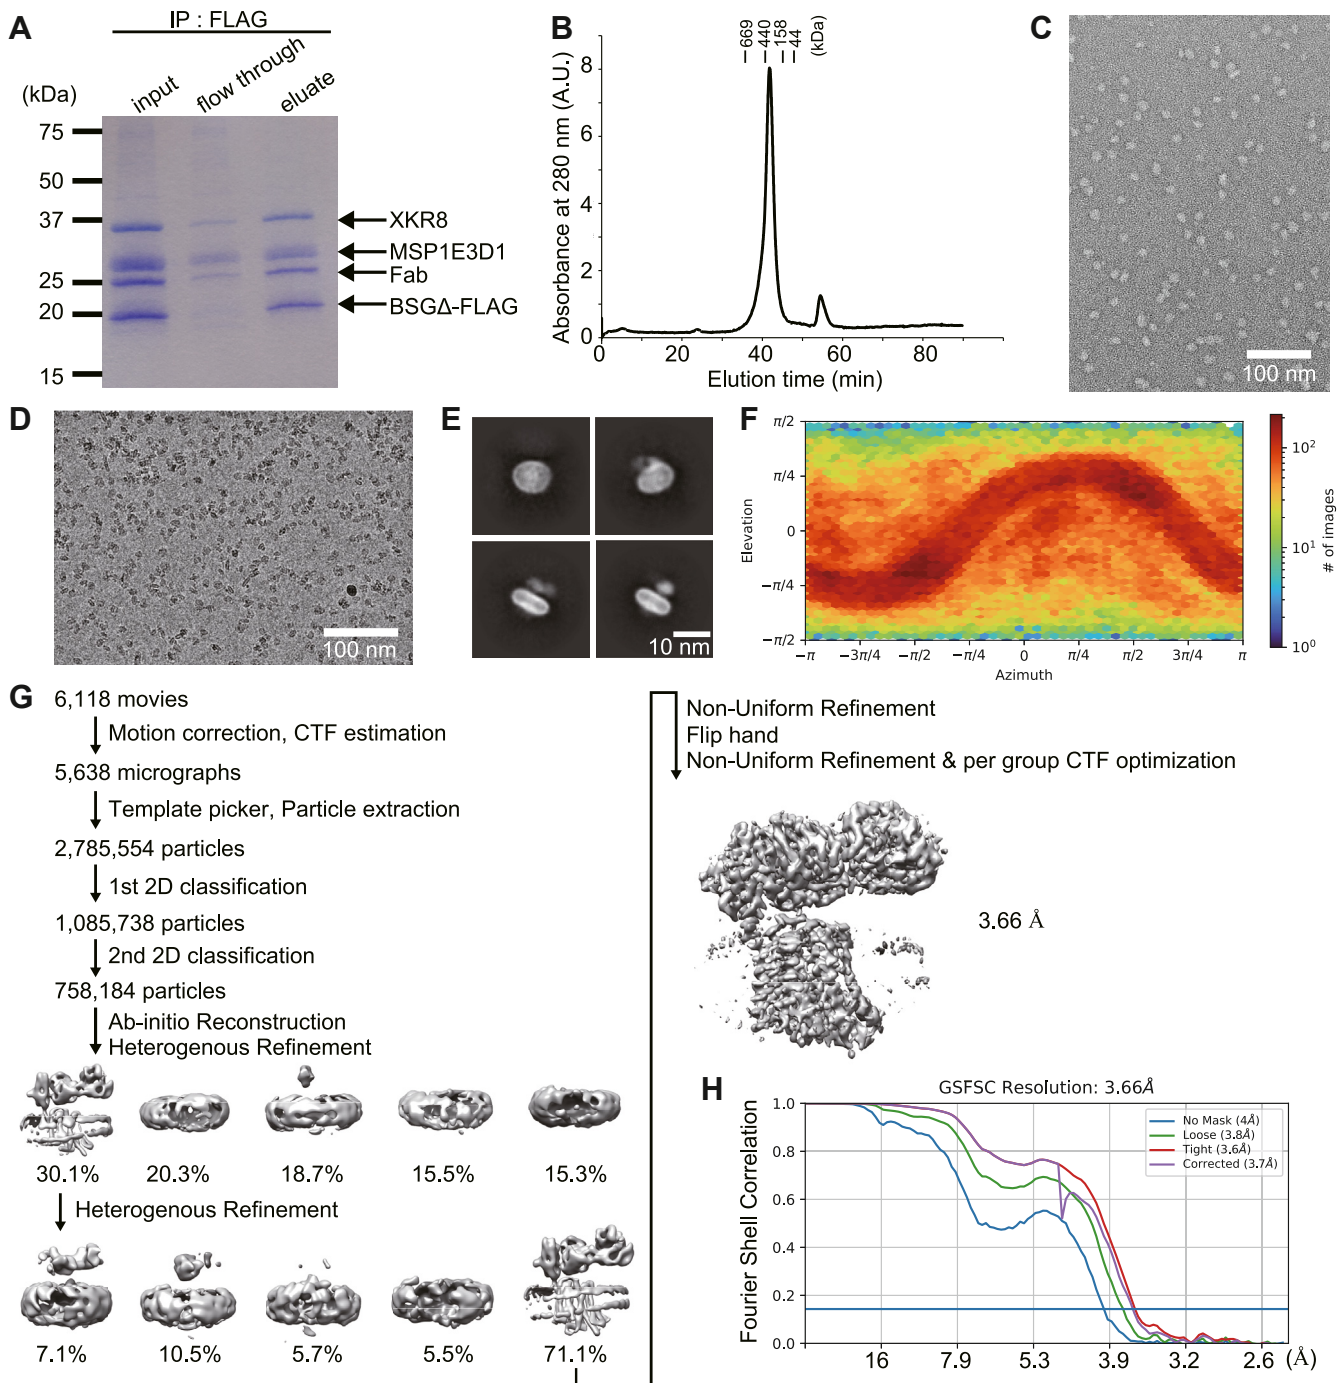 A
IP : FLAG
input
flow through
eluate
(kDa)
75
50
37
25
20
15
XKR8
MSP1E3D1
Fab
BSGΔ-FLAG
B
669
440
158
44
(kDa)
Absorbance at 280 nm (A.U.)
8
6
4
2
0
0 20 40 60 80
Elution time (min)
C
100 nm
D
100 nm
E
10 nm
F
Elevation
π/2
π/4
0
−π/4
−π/2
−π −3π/4 −π/2 −π/4 0 π/4 π/2 3π/4 π
Azimuth
10²
10¹
10⁰
# of images
G
6,118 movies
Motion correction, CTF estimation
5,638 micrographs
Template picker, Particle extraction
2,785,554 particles
1st 2D classification
1,085,738 particles
2nd 2D classification
758,184 particles
Ab-initio Reconstruction
Heterogenous Refinement
30.1% 20.3% 18.7% 15.5% 15.3%
Heterogenous Refinement
7.1% 10.5% 5.7% 5.5% 71.1%
Non-Uniform Refinement
Flip hand
Non-Uniform Refinement & per group CTF optimization
3.66 Å
H
GSFSC Resolution: 3.66Å
Fourier Shell Correlation
1.0
0.8
0.6
0.4
0.2
0.0
No Mask (4Å)
Loose (3.8Å)
Tight (3.6Å)
Corrected (3.7Å)
16 7.9 5.3 3.9 3.2 2.6 (Å)